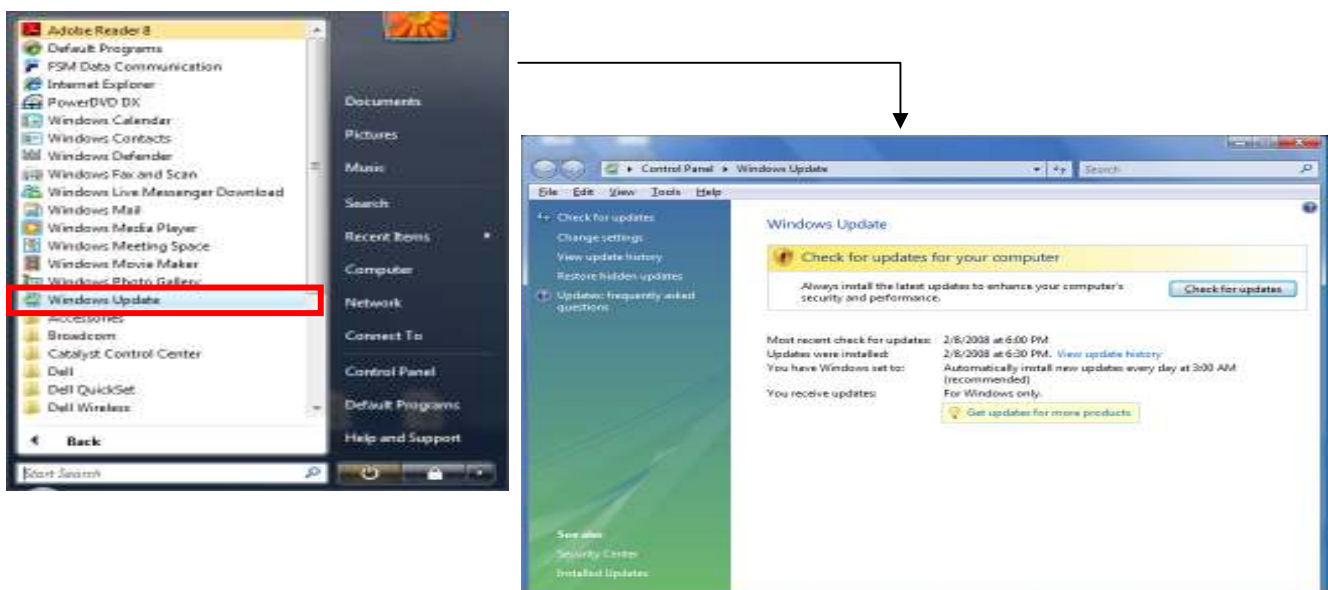 Adobe Reader 8
Default Programs
FSM Data Communication
Internet Explorer
PowerDVD DX
Windows Calendar
Windows Contacts
Windows Defender
Windows Fax and Scan
Windows Live Messenger Download
Windows Mail
Windows Media Player
Windows Meeting Space
Windows Movie Maker
Windows Photo Gallery
Windows Update
Accessories
Broadcom
Catalyst Control Center
Dell
Dell QuickSet
Dell Wireless
Back
Start Search
Documents
Pictures
Music
Search
Recent Items
Computer
Network
Connect To
Control Panel
Default Programs
Help and Support
Control Panel
Windows Update
Search
File Edit View Tools Help
Check for updates
Change settings
View update history
Restore hidden updates
Updates: frequently asked
questions
See also
Security Center
Installed Updates
Windows Update
Check for updates for your computer
Always install the latest updates to enhance your computer's
security and performance.
Check for updates
Most recent check for updates: 2/8/2008 at 6:00 PM
Updates were installed: 2/8/2008 at 6:30 PM. View update history
You have Windows set to: Automatically install new updates every day at 3:00 AM
(recommended)
You receive updates: For Windows only.
Get updates for more products